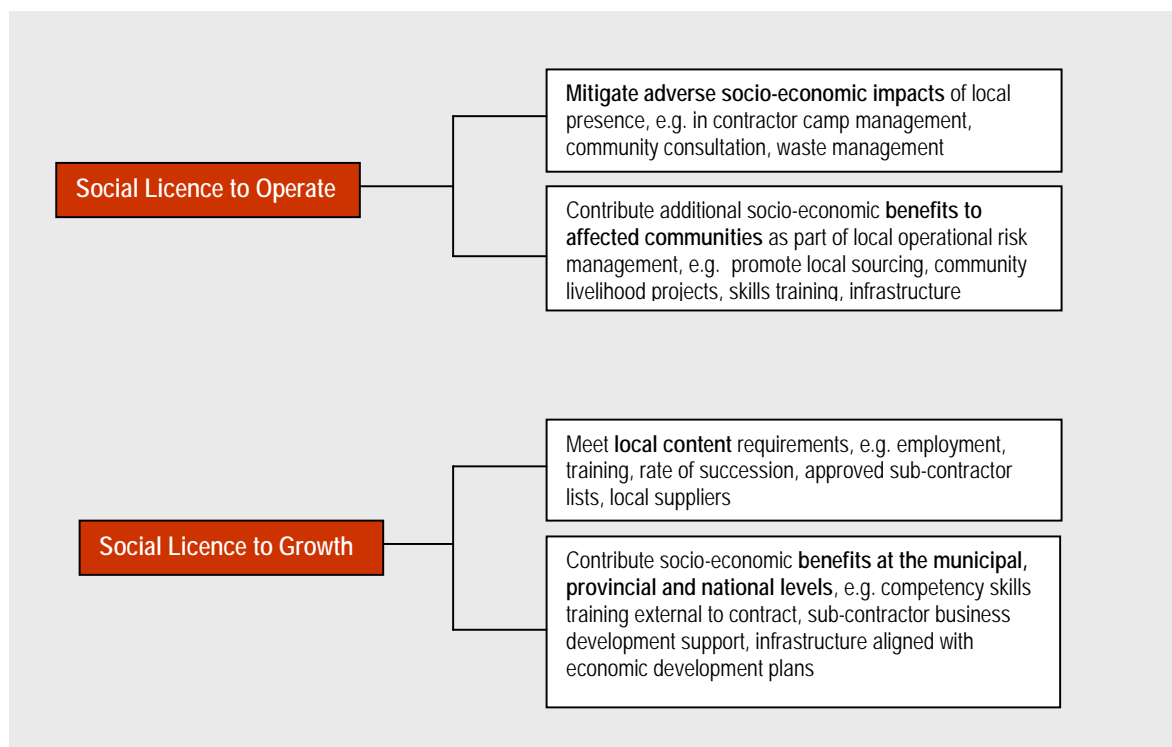 Mitigate adverse socio-economic impacts of local
presence, e.g. in contractor camp management,
community consultation, waste management
Social Licence to Operate
Contribute additional socio-economic benefits to
affected communities as part of local operational risk
management, e.g. promote local sourcing, community
livelihood projects, skills training, infrastructure
Meet local content requirements, e.g. employment,
training, rate of succession, approved sub-contractor
lists, local suppliers
Social Licence to Growth
Contribute socio-economic benefits at the municipal,
provincial and national levels, e.g. competency skills
training external to contract, sub-contractor business
development support, infrastructure aligned with
economic development plans